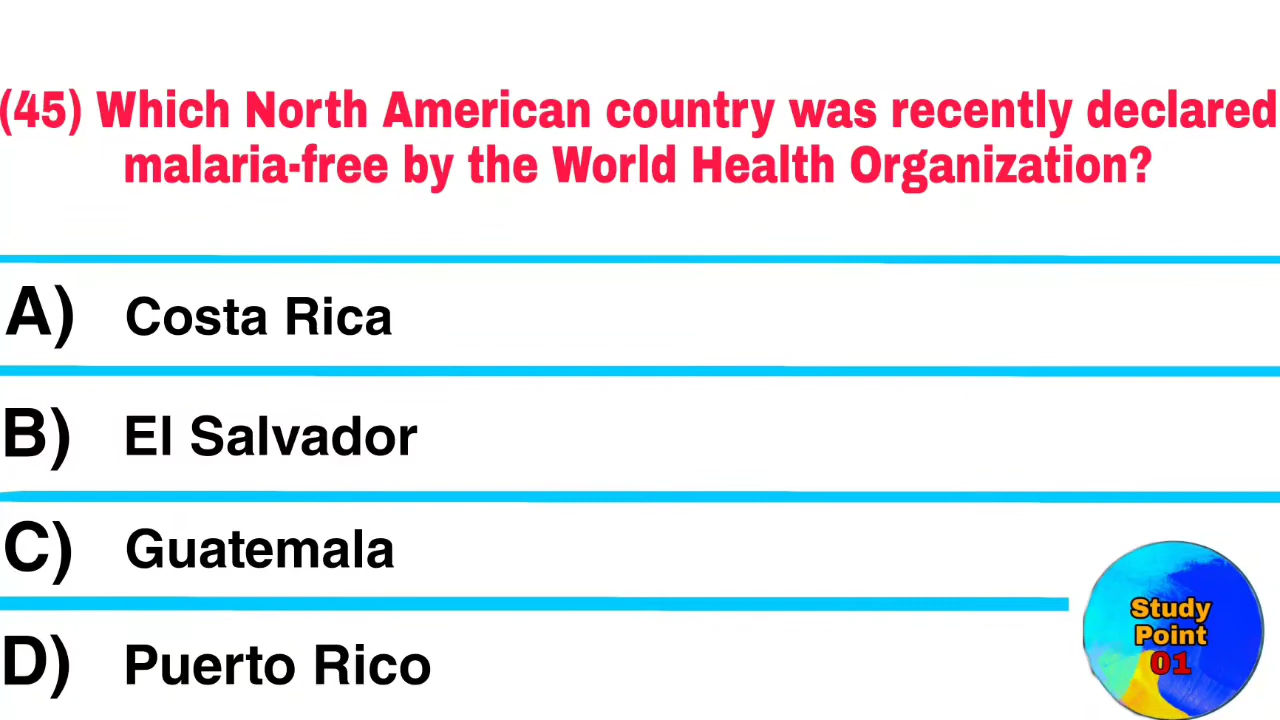 (45) Which North American country was recently declared
malaria-free by the World Health Organization?
A) Costa Rica
B) El Salvador
C) Guatemala
D) Puerto Rico
Study
Point
01